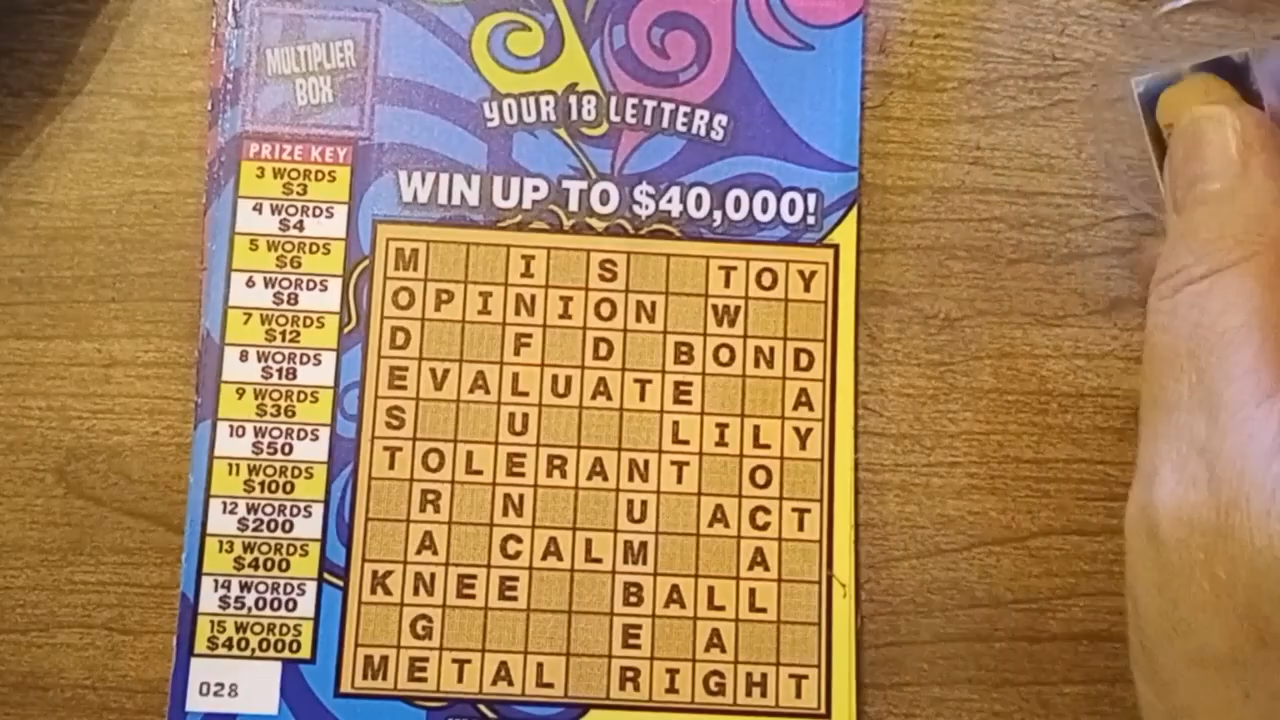 MULTIPLIER
BOX
YOUR 18 LETTERS
WIN UP TO $40,000!
PRIZE KEY
3 WORDS
$3
4 WORDS
$4
5 WORDS
$6
6 WORDS
$8
7 WORDS
$12
8 WORDS
$18
9 WORDS
$36
10 WORDS
$50
11 WORDS
$100
12 WORDS
$200
13 WORDS
$400
14 WORDS
$5,000
15 WORDS
$40,000
028
M I S T O Y
O P I N I O N W
D F D B O N D
E V A L U A T E A
S U L I L Y
T O L E R A N T O
R N U A C T
A C A L M A
K N E E B A L L
G E A
M E T A L R I G H T